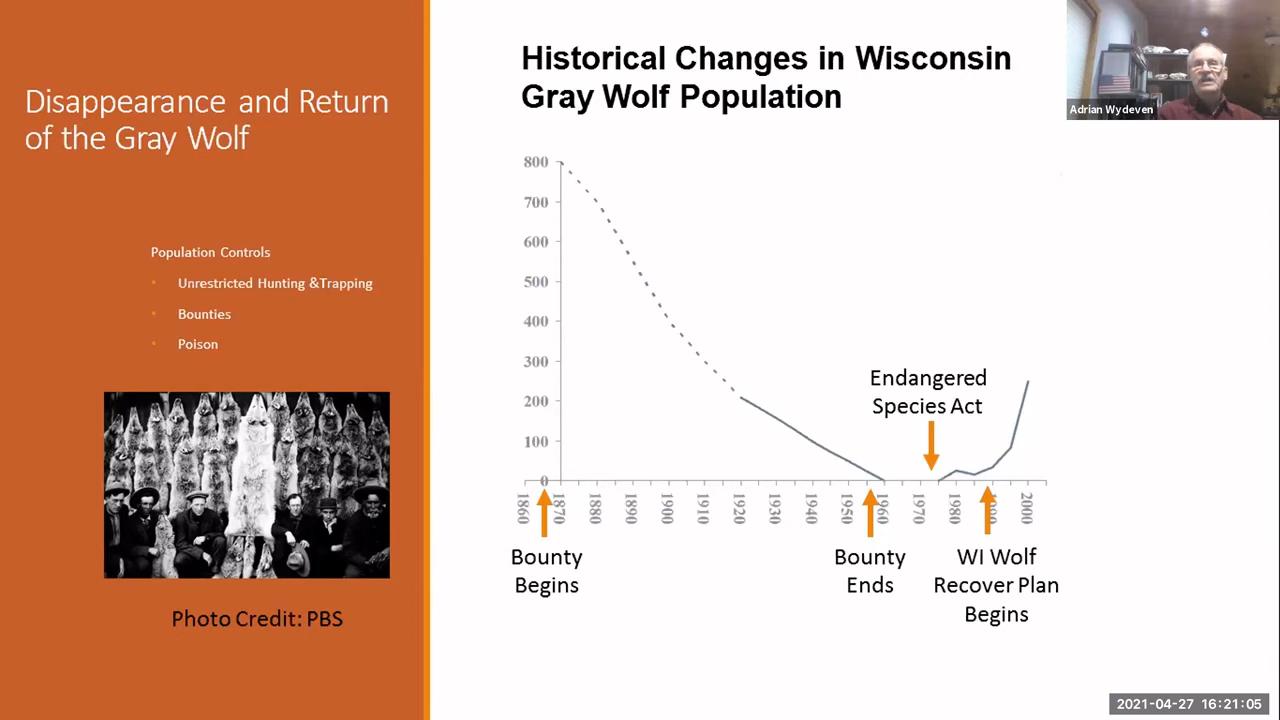 Disappearance and Return
of the Gray Wolf
Population Controls
• Unrestricted Hunting &Trapping
• Bounties
• Poison
Photo Credit: PBS
Historical Changes in Wisconsin
Gray Wolf Population
800
700
600
500
400
300
200
100
0
1860
1870
1880
1890
1900
1910
1920
1930
1940
1950
1960
1970
1980
1990
2000
Endangered
Species Act
Bounty
Begins
Bounty
Ends
WI Wolf
Recover Plan
Begins
Adrian Wydeven
2021-04-27 16:21:05